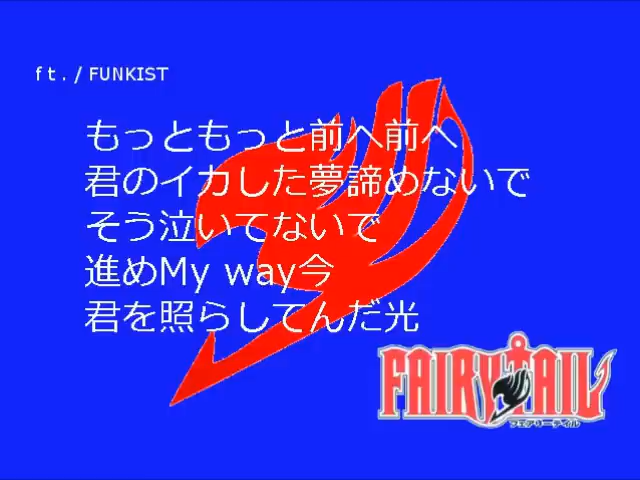 ft./FUNKIST
もっともっと前へ前へ
君のイカした夢諦めないで
そう泣いてないで
進めMy way今
君を照らしてんだ光
FAIRY TAIL
フェアリーテイル